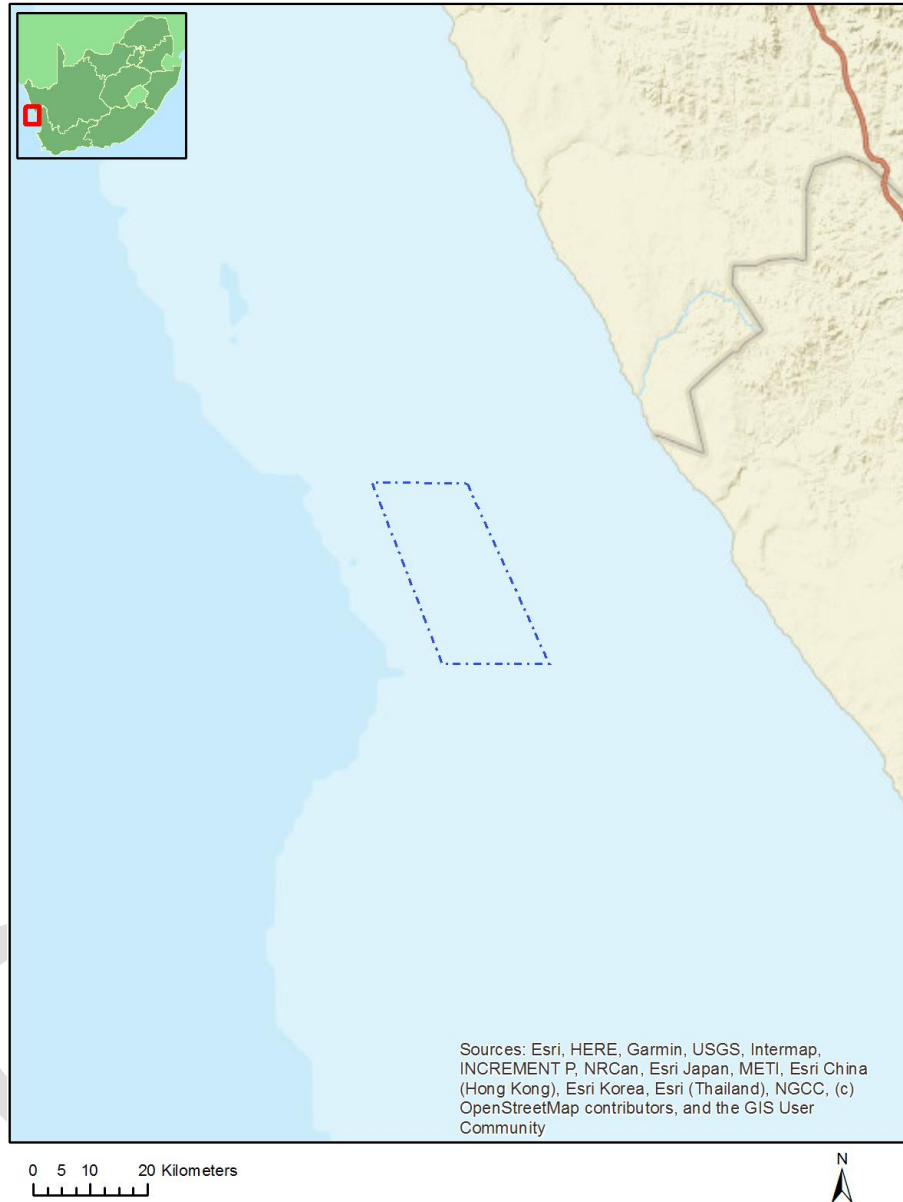 Sources: Esri, HERE, Garmin, USGS, Intermap,
INCREMENT P, NRCan, Esri Japan, METI, Esri China
(Hong Kong), Esri Korea, Esri (Thailand), NGCC, (c)
OpenStreetMap contributors, and the GIS User
Community
0 5 10 20 Kilometers
N